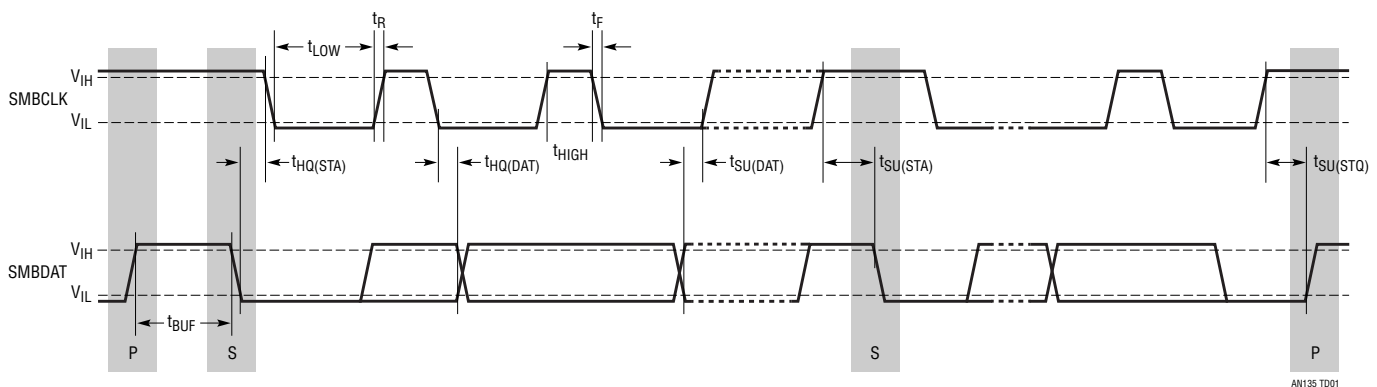 tR
tF
tLOW
VIH
SMBCLK
VIL
tHIGH
tHQ(STA)
tHQ(DAT)
tSU(DAT)
tSU(STA)
tSU(STQ)
VIH
SMBDAT
VIL
tBUF
P
S
S
P
AN135 TD01